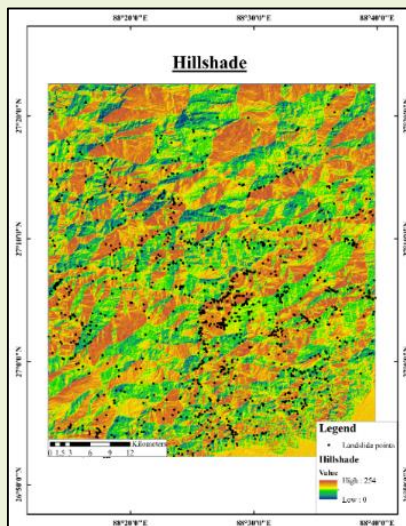 88°20'0"E 88°30'0"E 88°40'0"E
Hillshade
27°20'0"N
27°10'0"N
27°0'0"N
26°50'0"N
Kilometers
0 1.5 3 6 9 12
Legend
Landslide points
Hillshade
Value
High : 254
Low : 0
88°20'0"E 88°30'0"E 88°40'0"E